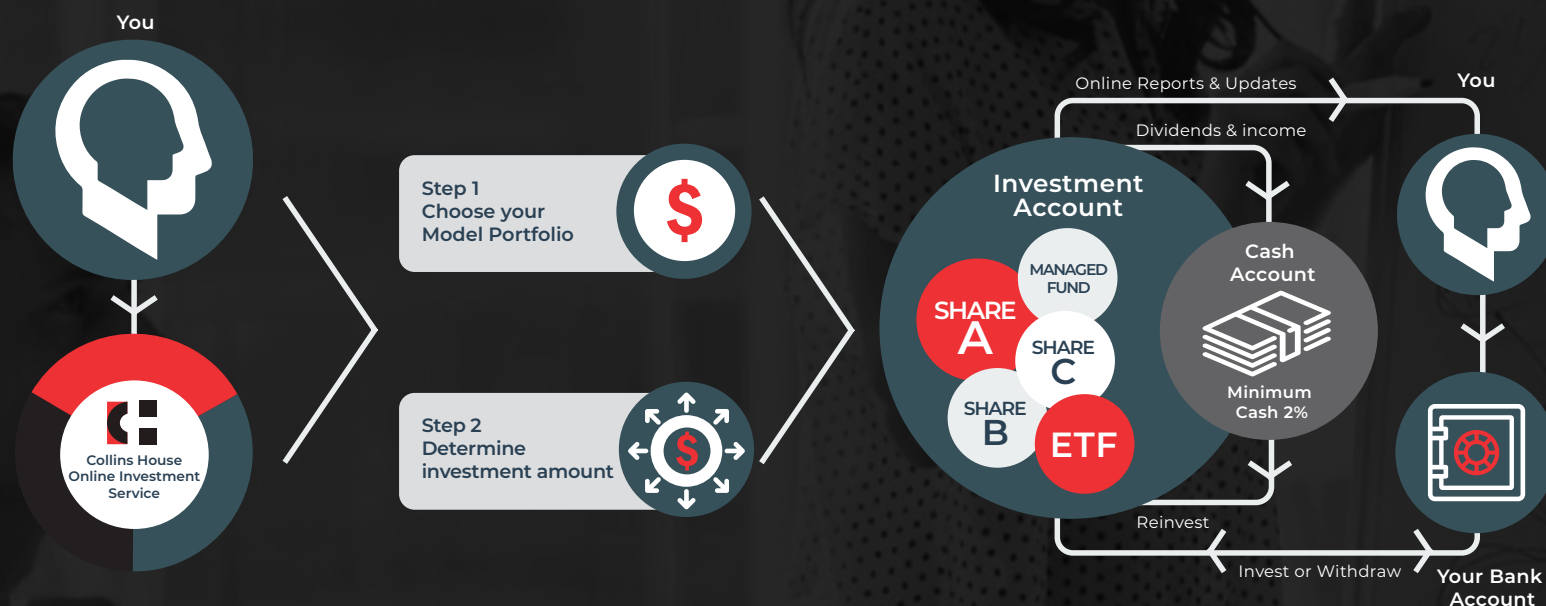 You
Collins House
Online Investment
Service
Step 1
Choose your
Model Portfolio
$
Step 2
Determine
investment amount
$
Online Reports & Updates
Dividends & income
Investment
Account
MANAGED
FUND
SHARE
A
SHARE
C
SHARE
B
ETF
Cash
Account
Minimum
Cash 2%
Reinvest
Invest or Withdraw
You
Your Bank
Account